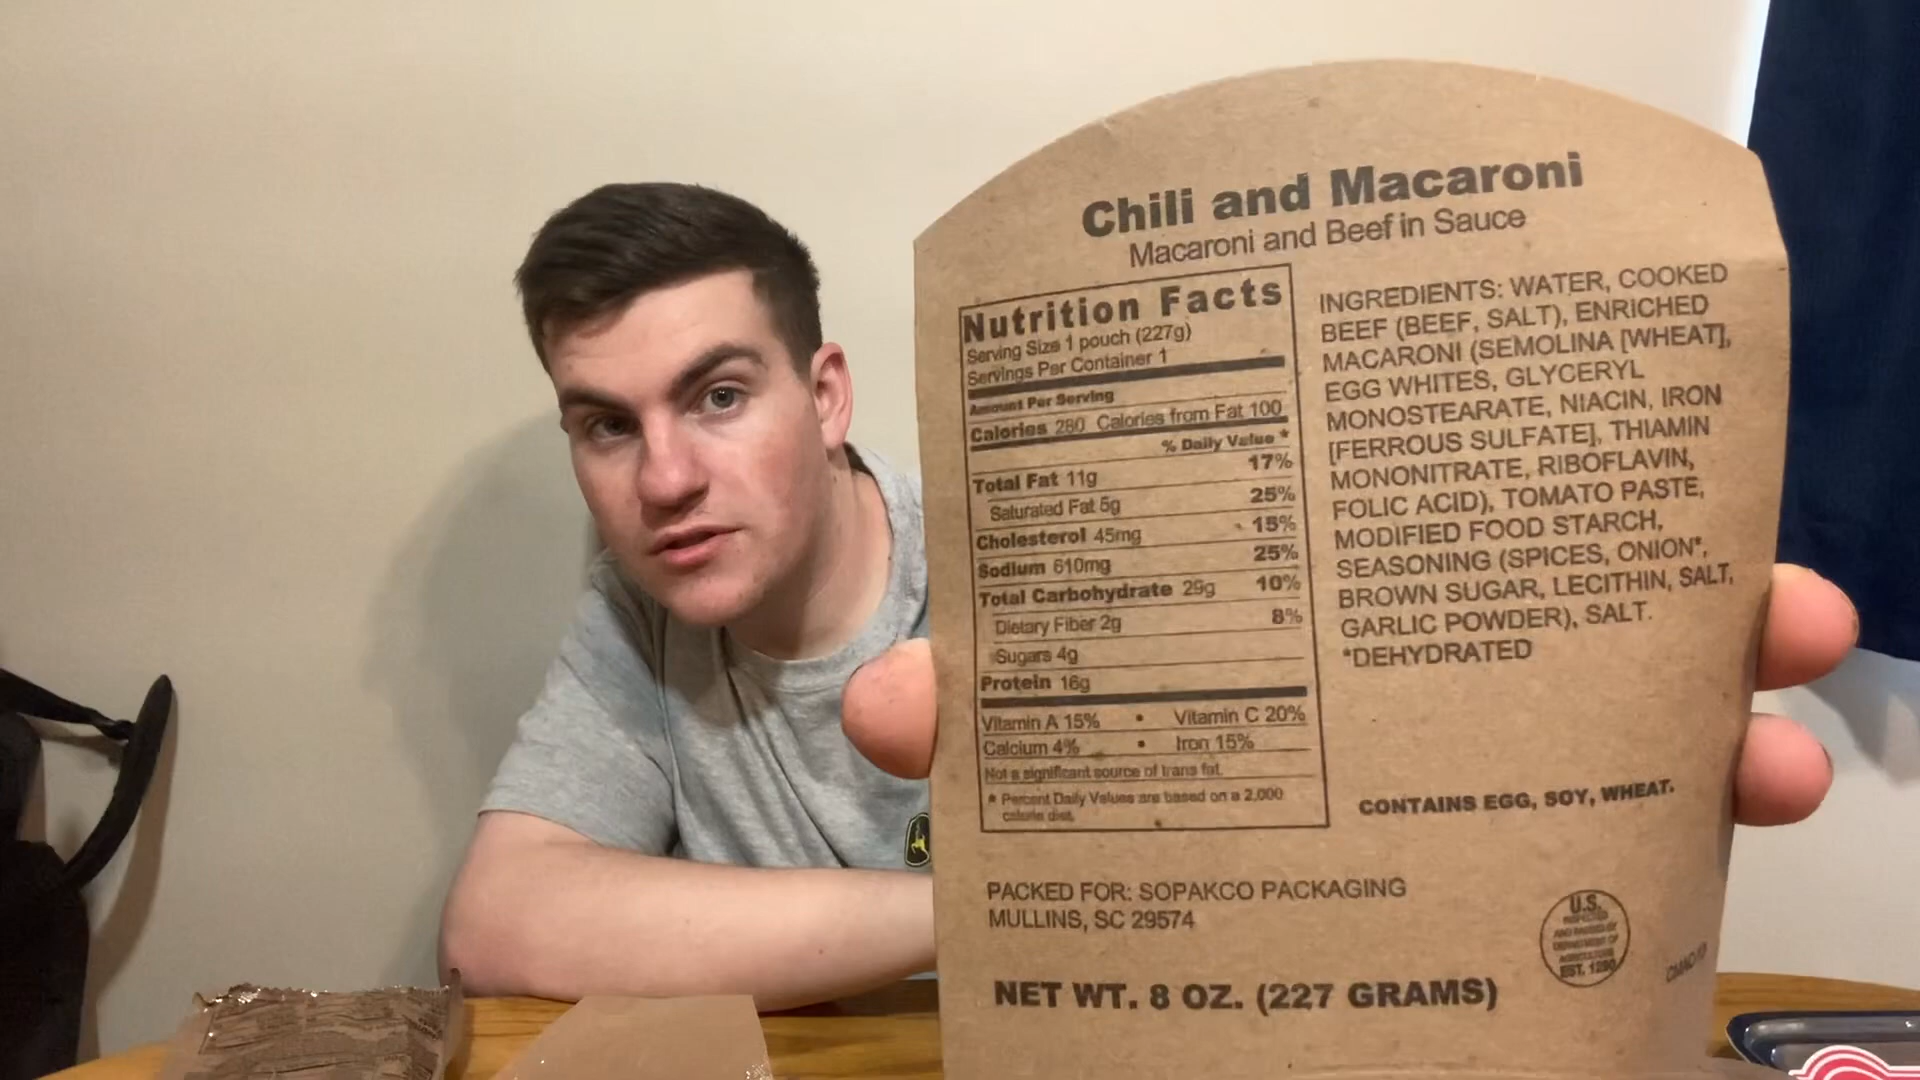 Chili and Macaroni
Macaroni and Beef in Sauce
Nutrition Facts
Serving Size 1 pouch (227g)
Servings Per Container 1
Amount Per Serving
Calories 280 Calories from Fat 100
% Daily Value *
Total Fat 11g 17%
Saturated Fat 5g 25%
Cholesterol 45mg 15%
Sodium 610mg 25%
Total Carbohydrate 29g 10%
Dietary Fiber 2g 8%
Sugars 4g
Protein 16g
Vitamin A 15% • Vitamin C 20%
Calcium 4% • Iron 15%
Not a significant source of trans fat.
* Percent Daily Values are based on a 2,000
calorie diet.
INGREDIENTS: WATER, COOKED
BEEF (BEEF, SALT), ENRICHED
MACARONI (SEMOLINA [WHEAT],
EGG WHITES, GLYCERYL
MONOSTEARATE, NIACIN, IRON
[FERROUS SULFATE], THIAMIN
MONONITRATE, RIBOFLAVIN,
FOLIC ACID), TOMATO PASTE,
MODIFIED FOOD STARCH,
SEASONING (SPICES, ONION*,
BROWN SUGAR, LECITHIN, SALT,
GARLIC POWDER), SALT.
*DEHYDRATED
CONTAINS EGG, SOY, WHEAT.
PACKED FOR: SOPAKCO PACKAGING
MULLINS, SC 29574
U.S.
INSPECTED
AND PASSED BY
DEPARTMENT OF
AGRICULTURE
NET WT. 8 OZ. (227 GRAMS)